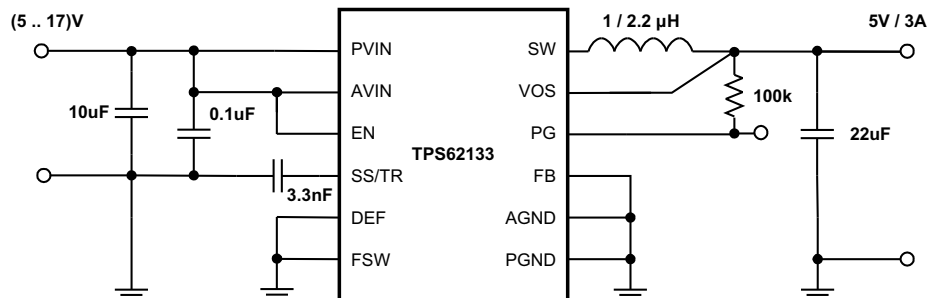 (5 .. 17)V
1 / 2.2 µH
5V / 3A
PVIN
SW
AVIN
VOS
10uF
0.1uF
100k
EN
PG
22uF
TPS62133
SS/TR
FB
3.3nF
DEF
AGND
FSW
PGND